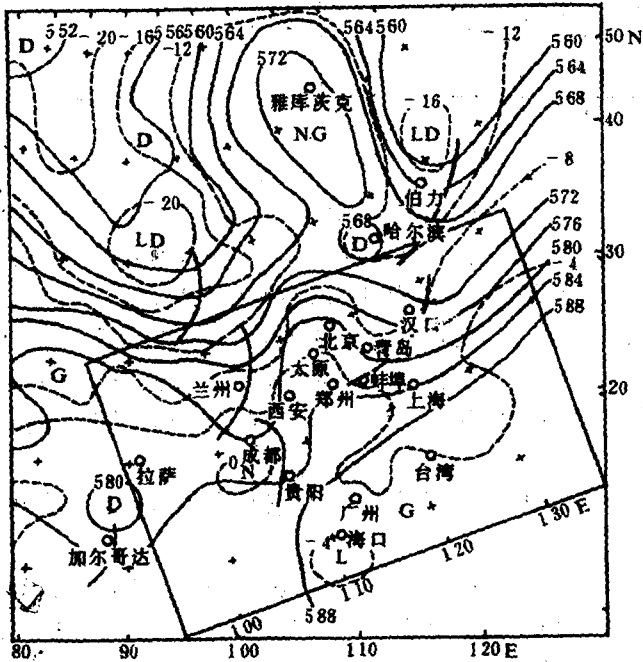 D 552 -20 -16 556 560 564 564 560 -12 50 N
-12 560
572 564
雅库茨克 -16 568
NG LD 40
D -8
伯力
-20 568 哈尔滨 572
LD D 576
580 30
-4
584
汉口 588
北京 青岛
G 太原
兰州 蚌埠 20
西安 郑州 上海
成都
0 N 台湾
拉萨 贵阳
580 广州 G
D 130 E
加尔哥达 -4 海口
L 120
110
100 588
80 90 100 110 120 E